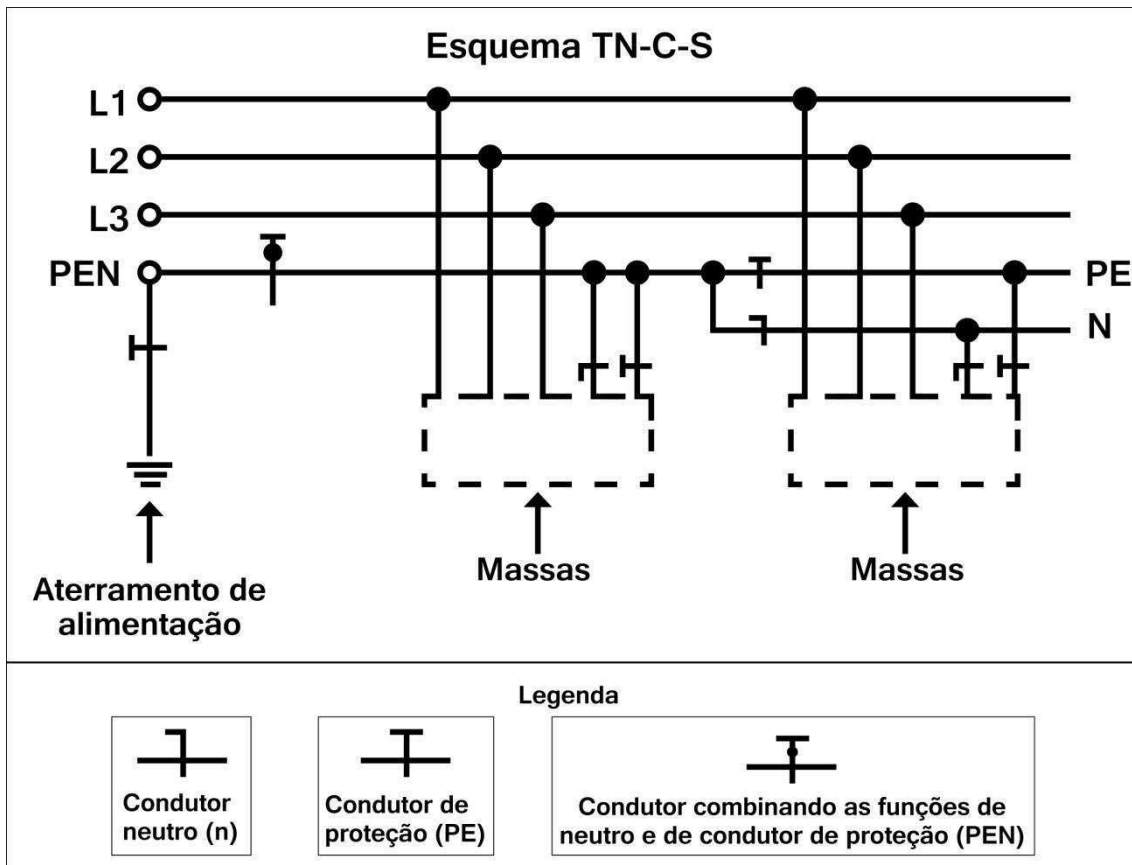 Esquema TN-C-S
L1
L2
L3
PEN
PE
N
Massas
Massas
Aterramento de
alimentação
Legenda
Condutor
neutro (n)
Condutor de
proteção (PE)
Condutor combinando as funções de
neutro e de condutor de proteção (PEN)